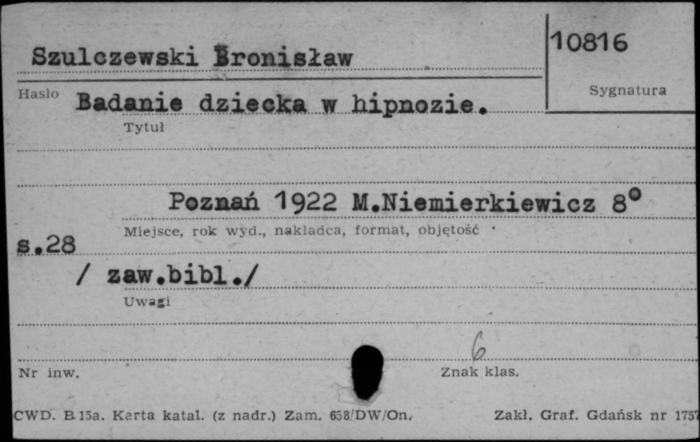 Szulczewski Bronisław
10816
Hasło
Sygnatura
Badanie dziecka w hipnozie.
Tytuł
Poznań 1922 M.Niemierkiewicz 8°
Miejsce, rok wyd., nakładca, format, objętość
s.28
/ zaw.bibl./
Uwagi
6
Nr inw.
Znak klas.
CWD. B 15a. Karta katal. (z nadr.) Zam. 658/DW/On.
Zakł. Graf. Gdańsk nr 1757